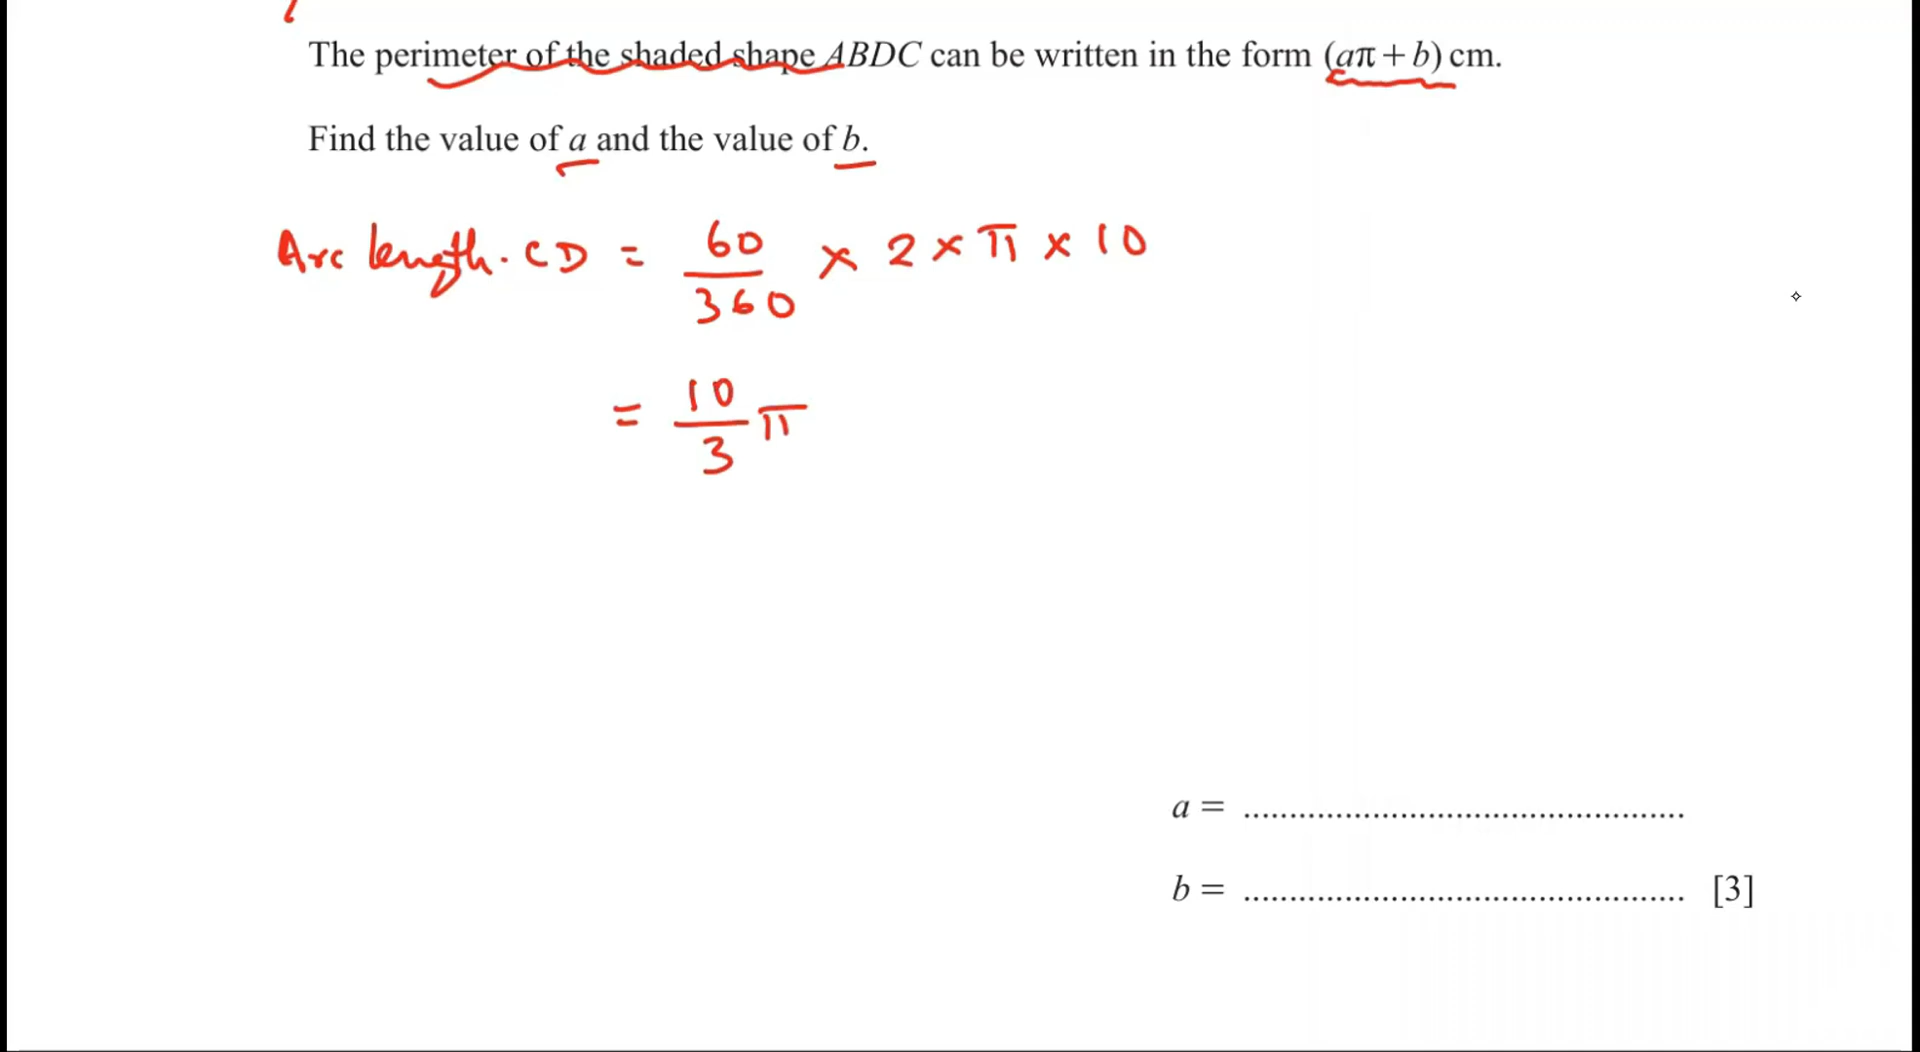 The perimeter of the shaded shape ABDC can be written in the form (aπ + b) cm.
Find the value of a and the value of b.
Arc length. CD = 60/360 × 2 × π × 10
= 10/3 π
a = ................................................
b = ................................................ [3]